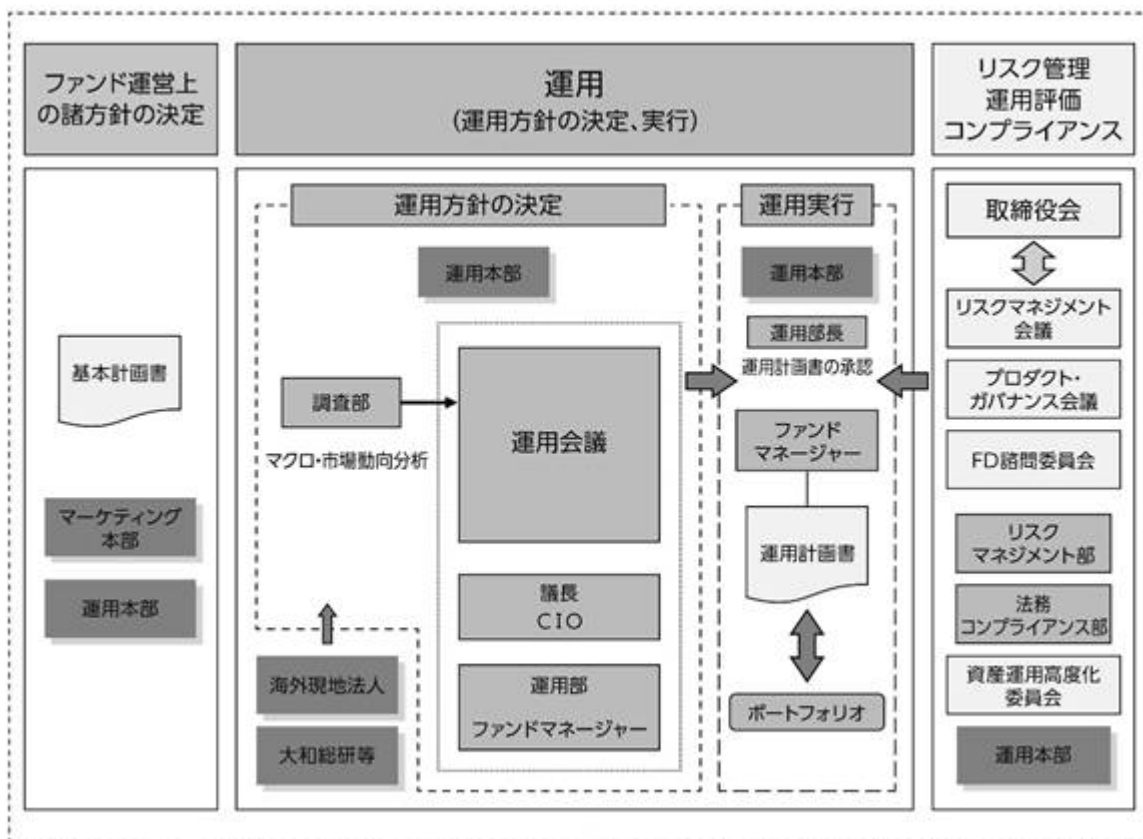 ファンド運営上
の諸方針の決定
運用
(運用方針の決定、実行)
リスク管理
運用評価
コンプライアンス
基本計画書
マーケティング
本部
運用本部
運用方針の決定
運用本部
調査部
マクロ・市場動向分析
運用会議
議長
CIO
運用部
ファンドマネージャー
海外現地法人
大和総研等
運用実行
運用本部
運用部長
運用計画書の承認
ファンド
マネージャー
運用計画書
ポートフォリオ
取締役会
リスクマネジメント
会議
プロダクト・
ガバナンス会議
FD諮問委員会
リスク
マネジメント部
法務
コンプライアンス部
資産運用高度化
委員会
運用本部